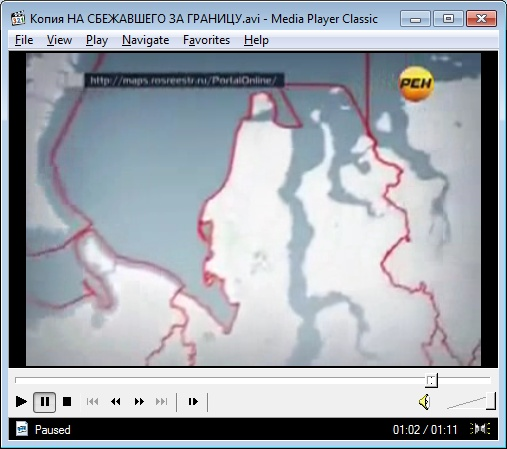 Копия НА СБЕЖАВШЕГО ЗА ГРАНИЦУ.avi - Media Player Classic
File View Play Navigate Favorites Help
http://maps.rosreestr.ru/PortalOnline/
РЕН
Paused 01:02 / 01:11